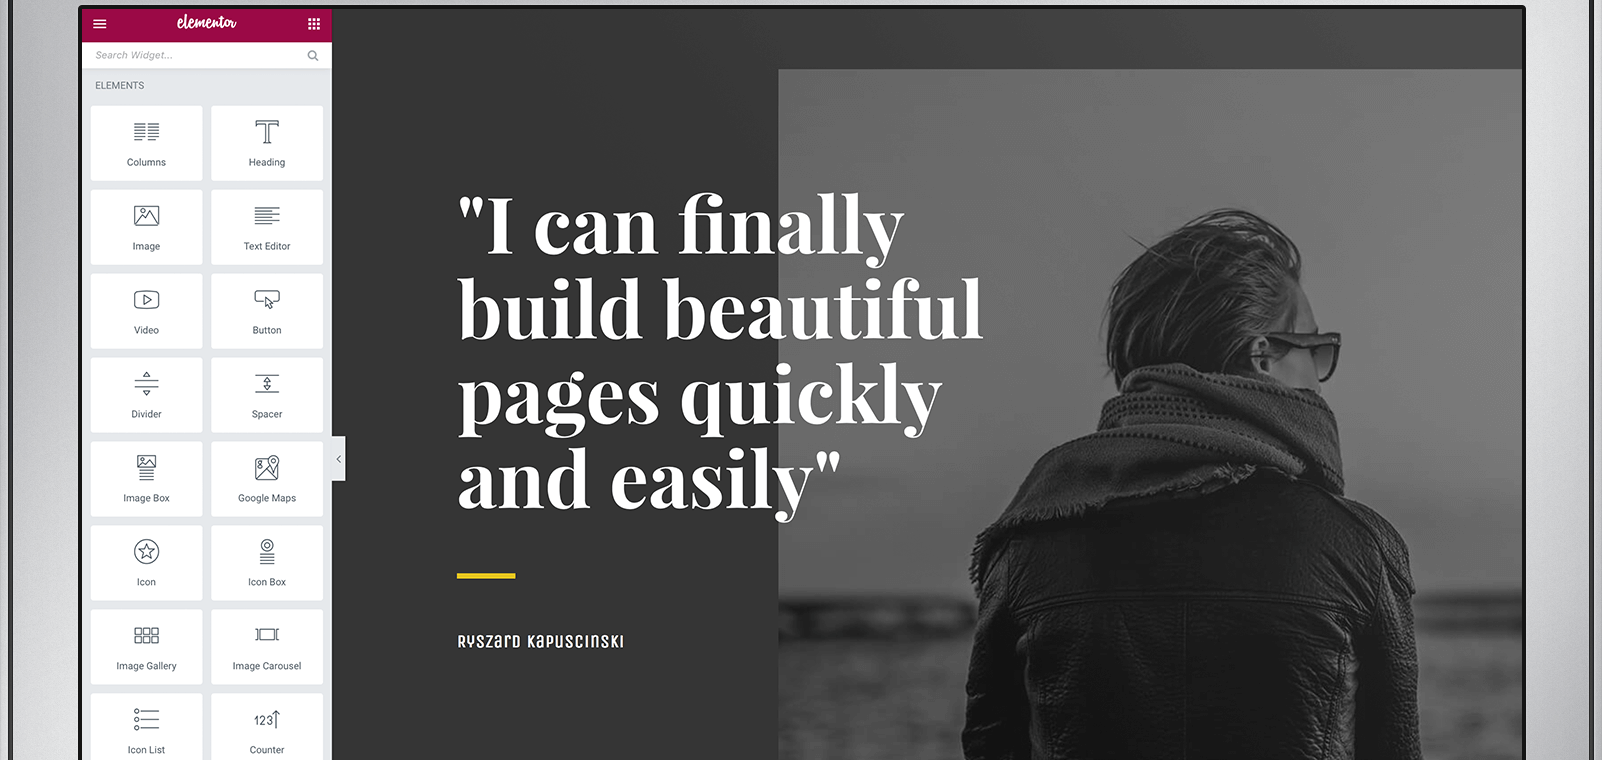 elementor
Search Widget...
ELEMENTS
Columns
Heading
Image
Text Editor
Video
Button
Divider
Spacer
Image Box
Google Maps
Icon
Icon Box
Image Gallery
Image Carousel
Icon List
123
Counter
"I can finally
build beautiful
pages quickly
and easily"
Ryszard Kapuscinski